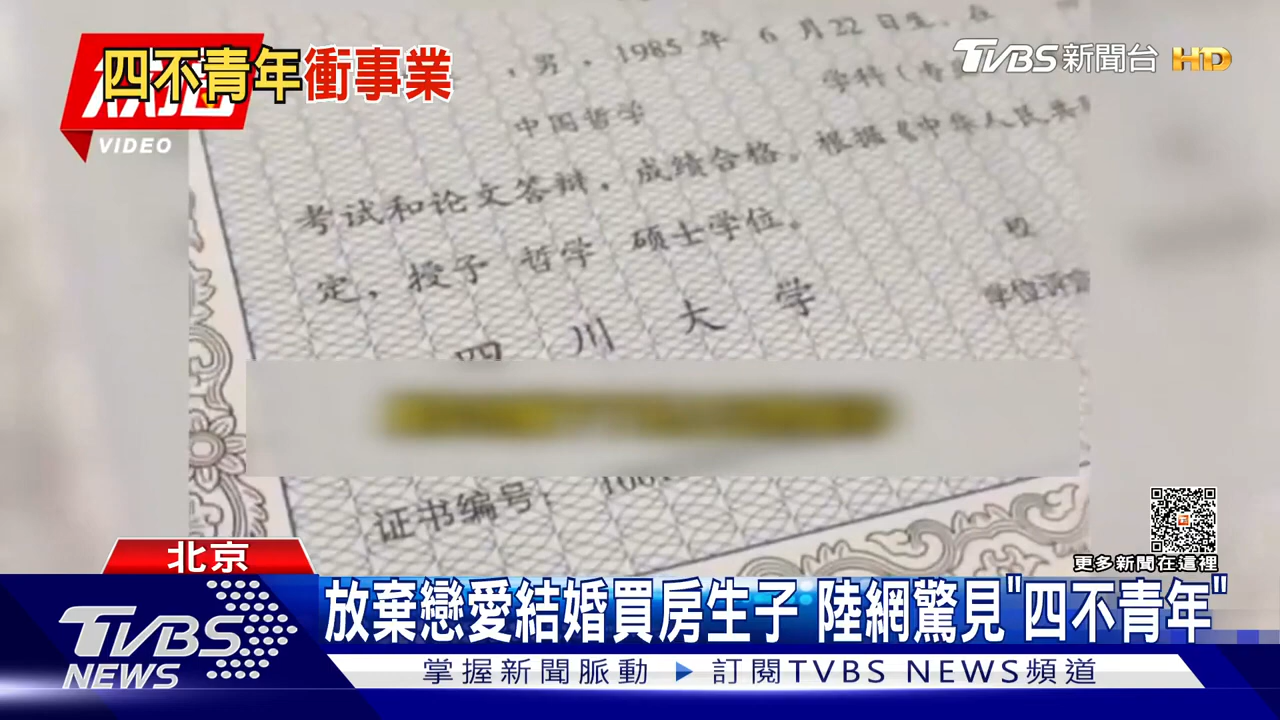 四不青年衝事業
VIDEO
TVBS新聞台 HD
，男，1985 年 6 月22 日生。在
学科（专
中国哲学
考试和论文答辩，成绩合格。根据《中华人民共和
定，授予 哲学 硕士学位。
四 川 大 学
校
学位评定
证书编号：
更多新聞在這裡
北京
放棄戀愛結婚買房生子 陸網驚見"四不青年"
TVBS NEWS
掌握新聞脈動 ▶ 訂閱TVBS NEWS頻道